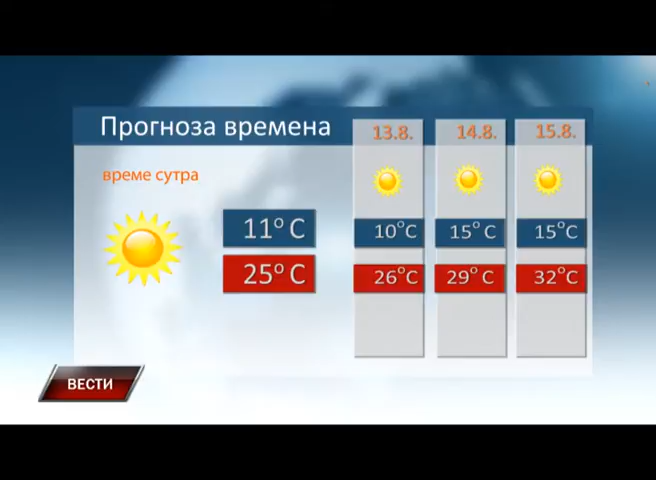 Прогноза времена
време сутра
11°C
25°C
13.8.
10°C
26°C
14.8.
15°C
29°C
15.8.
15°C
32°C
ВЕСТИ